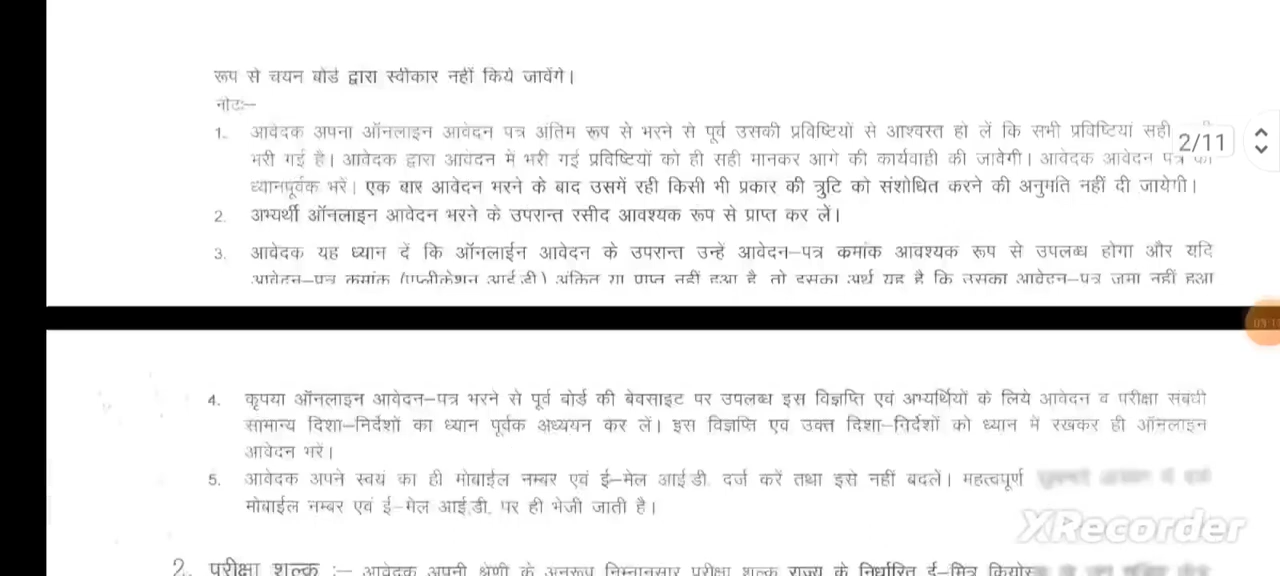 रूप से चयन बोर्ड द्वारा स्वीकार नहीं किये जावेंगे।
नोटः—
1. आवेदक अपना ऑनलाइन आवेदन पत्र अंतिम रूप से भरने से पूर्व उसकी प्रविष्टियों से आश्वस्त हो लें कि सभी प्रविष्टियां सही
2/11
भरी गई है। आवेदक द्वारा आवेदन में भरी गई प्रविष्टियों को ही सही मानकर आगे की कार्यवाही की जावेगी। आवेदक आवेदन पत्र को
ध्यानपूर्वक भरें। एक बार आवेदन भरने के बाद उसमें रही किसी भी प्रकार की त्रुटि को संशोधित करने की अनुमति नहीं दी जायेगी।
2. अभ्यर्थी ऑनलाइन आवेदन भरने के उपरान्त रसीद आवश्यक रूप से प्राप्त कर लें।
3. आवेदक यह ध्यान दें कि ऑनलाईन आवेदन के उपरान्त उन्हें आवेदन—पत्र कमांक आवश्यक रूप से उपलब्ध होगा और यदि
आवेदन—पत्र कमांक (एप्लीकेशन आई.डी) अंकित या प्राप्त नहीं हुआ है, तो इसका अर्थ यह है कि उसका आवेदन—पत्र जमा नहीं हुआ
4. कृपया ऑनलाइन आवेदन—पत्र भरने से पूर्व बोर्ड की बेवसाइट पर उपलब्ध इस विज्ञप्ति एवं अभ्यर्थियों के लिये आवेदन व परीक्षा संबंधी
सामान्य दिशा—निर्देशों का ध्यान पूर्वक अध्ययन कर लें। इस विज्ञप्ति एव उक्त दिशा—निर्देशों को ध्यान में रखकर ही ऑनलाइन
आवेदन भरें।
5. आवेदक अपने स्वयं का ही मोबाईल नम्बर एवं ई—मेल आई.डी. दर्ज करें तथा इसे नहीं बदलें। महत्वपूर्ण
मोबाईल नम्बर एवं ई—मेल आई.डी. पर ही भेजी जाती है।
XRecorder
2. परीक्षा शुल्क :— आवेदक अपनी श्रेणी के अनुरूप निम्नानुसार परीक्षा शुल्क राज्य के निर्धारित ई—मित्र